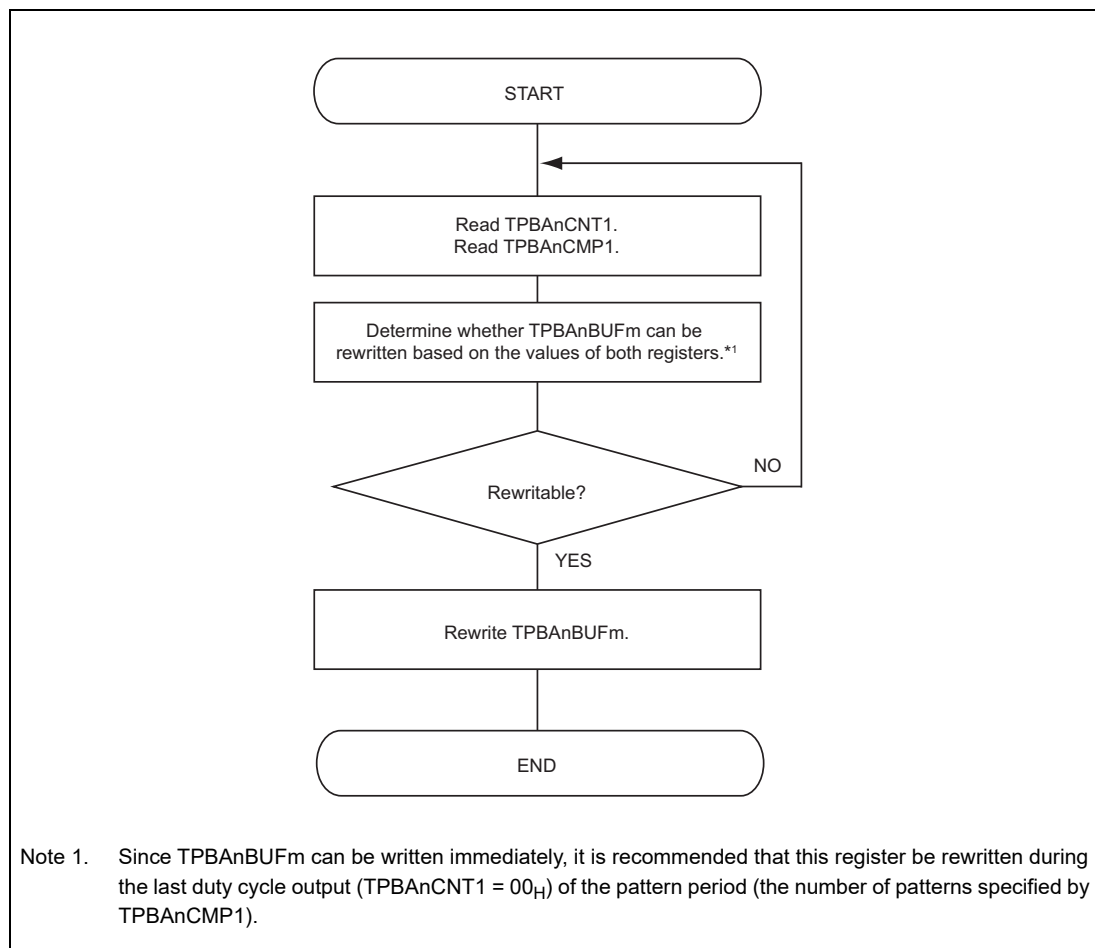 START
Read TPBAnCNT1.
Read TPBAnCMP1.
Determine whether TPBAnBUFm can be
rewritten based on the values of both registers.*1
NO
Rewritable?
YES
Rewrite TPBAnBUFm.
END
Note 1. Since TPBAnBUFm can be written immediately, it is recommended that this register be rewritten during
the last duty cycle output (TPBAnCNT1 = 00H) of the pattern period (the number of patterns specified by
TPBAnCMP1).